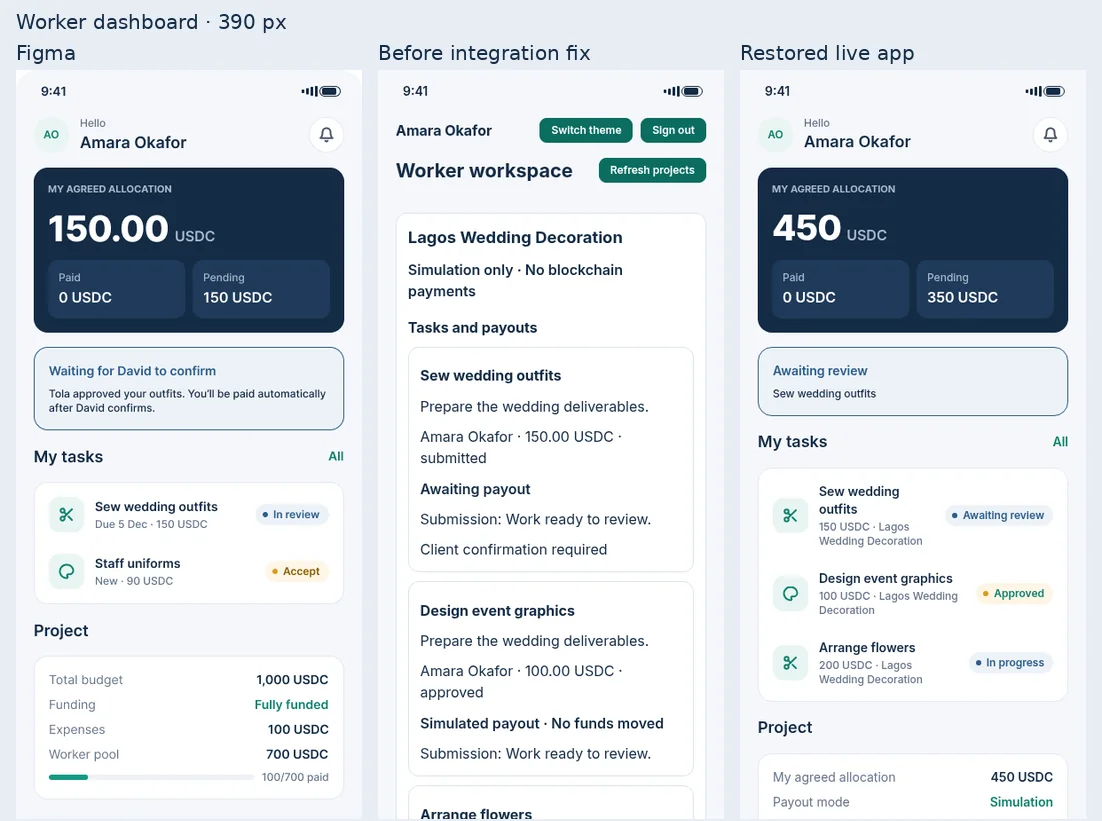 Worker dashboard · 390 px
Figma
9:41
AO
Hello
Amara Okafor
MY AGREED ALLOCATION
150.00 USDC
Paid
0 USDC
Pending
150 USDC
Waiting for David to confirm
Tola approved your outfits. You'll be paid automatically
after David confirms.
My tasks
All
Sew wedding outfits
Due 5 Dec · 150 USDC
In review
Staff uniforms
New · 90 USDC
Accept
Project
Total budget
1,000 USDC
Funding
Fully funded
Expenses
100 USDC
Worker pool
700 USDC
100/700 paid
Before integration fix
9:41
Amara Okafor
Switch theme
Sign out
Worker workspace
Refresh projects
Lagos Wedding Decoration
Simulation only · No blockchain
payments
Tasks and payouts
Sew wedding outfits
Prepare the wedding deliverables.
Amara Okafor · 150.00 USDC ·
submitted
Awaiting payout
Submission: Work ready to review.
Client confirmation required
Design event graphics
Prepare the wedding deliverables.
Amara Okafor · 100.00 USDC ·
approved
Simulated payout · No funds moved
Submission: Work ready to review.
Arrange flowers
Restored live app
9:41
AO
Hello
Amara Okafor
MY AGREED ALLOCATION
450 USDC
Paid
0 USDC
Pending
350 USDC
Awaiting review
Sew wedding outfits
My tasks
All
Sew wedding
outfits
150 USDC · Lagos
Wedding Decoration
Awaiting review
Design event graphics
100 USDC · Lagos Wedding
Decoration
Approved
Arrange flowers
200 USDC · Lagos
Wedding Decoration
In progress
Project
My agreed allocation
450 USDC
Payout mode
Simulation